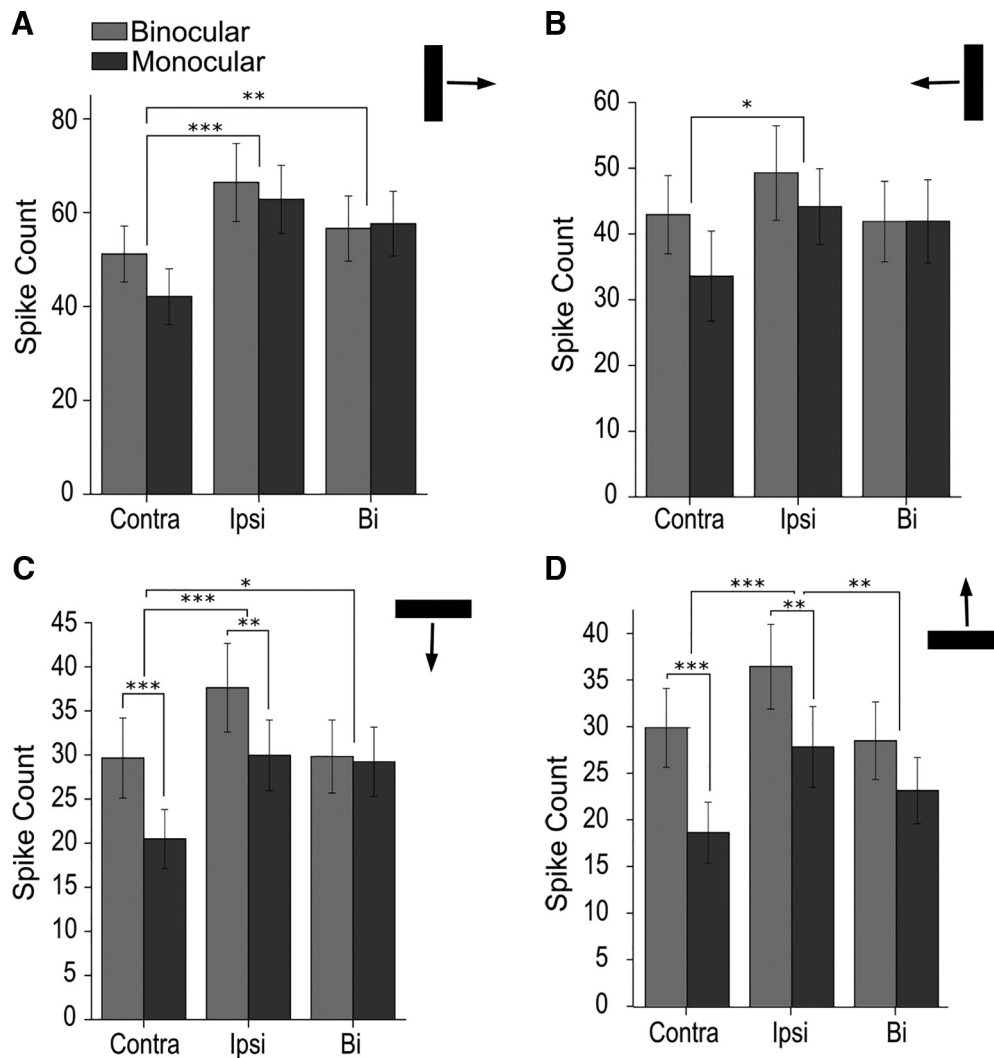 A
Binocular
Monocular
**
***
80
60
40
20
0
Spike Count
Contra Ipsi Bi
B
*
60
50
40
30
20
10
0
Spike Count
Contra Ipsi Bi
C
*
***
**
***
45
40
35
30
25
20
15
10
5
0
Spike Count
Contra Ipsi Bi
D
*** **
**
***
40
35
30
25
20
15
10
5
0
Spike Count
Contra Ipsi Bi